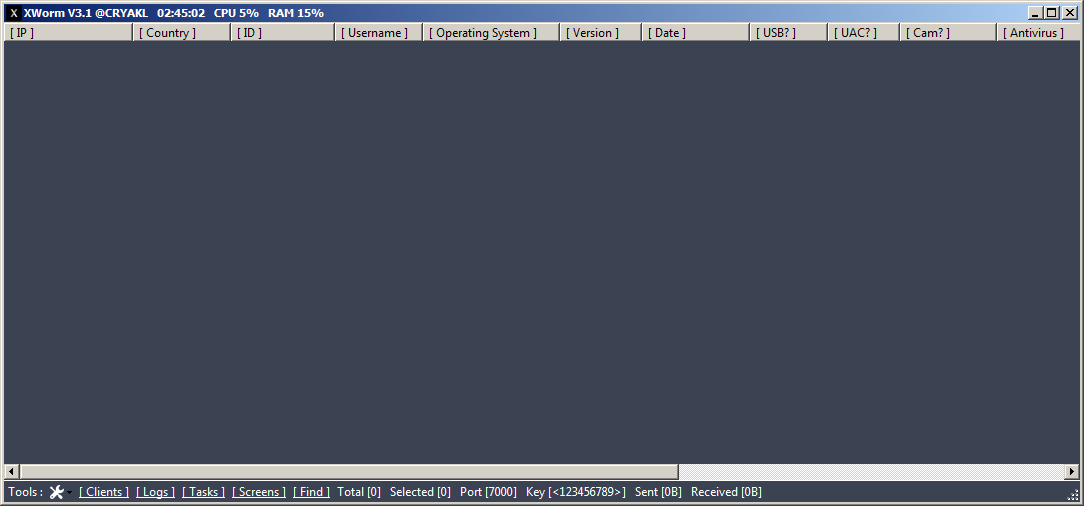 X XWorm V3.1 @CRYAKL 02:45:02 CPU 5% RAM 15%
[ IP ] [ Country ] [ ID ] [ Username ] [ Operating System ] [ Version ] [ Date ] [ USB? ] [ UAC? ] [ Cam? ] [ Antivirus ]
Tools : [ Clients ] [ Logs ] [ Tasks ] [ Screens ] [ Find ] Total [0] Selected [0] Port [7000] Key [<123456789>] Sent [0B] Received [0B]